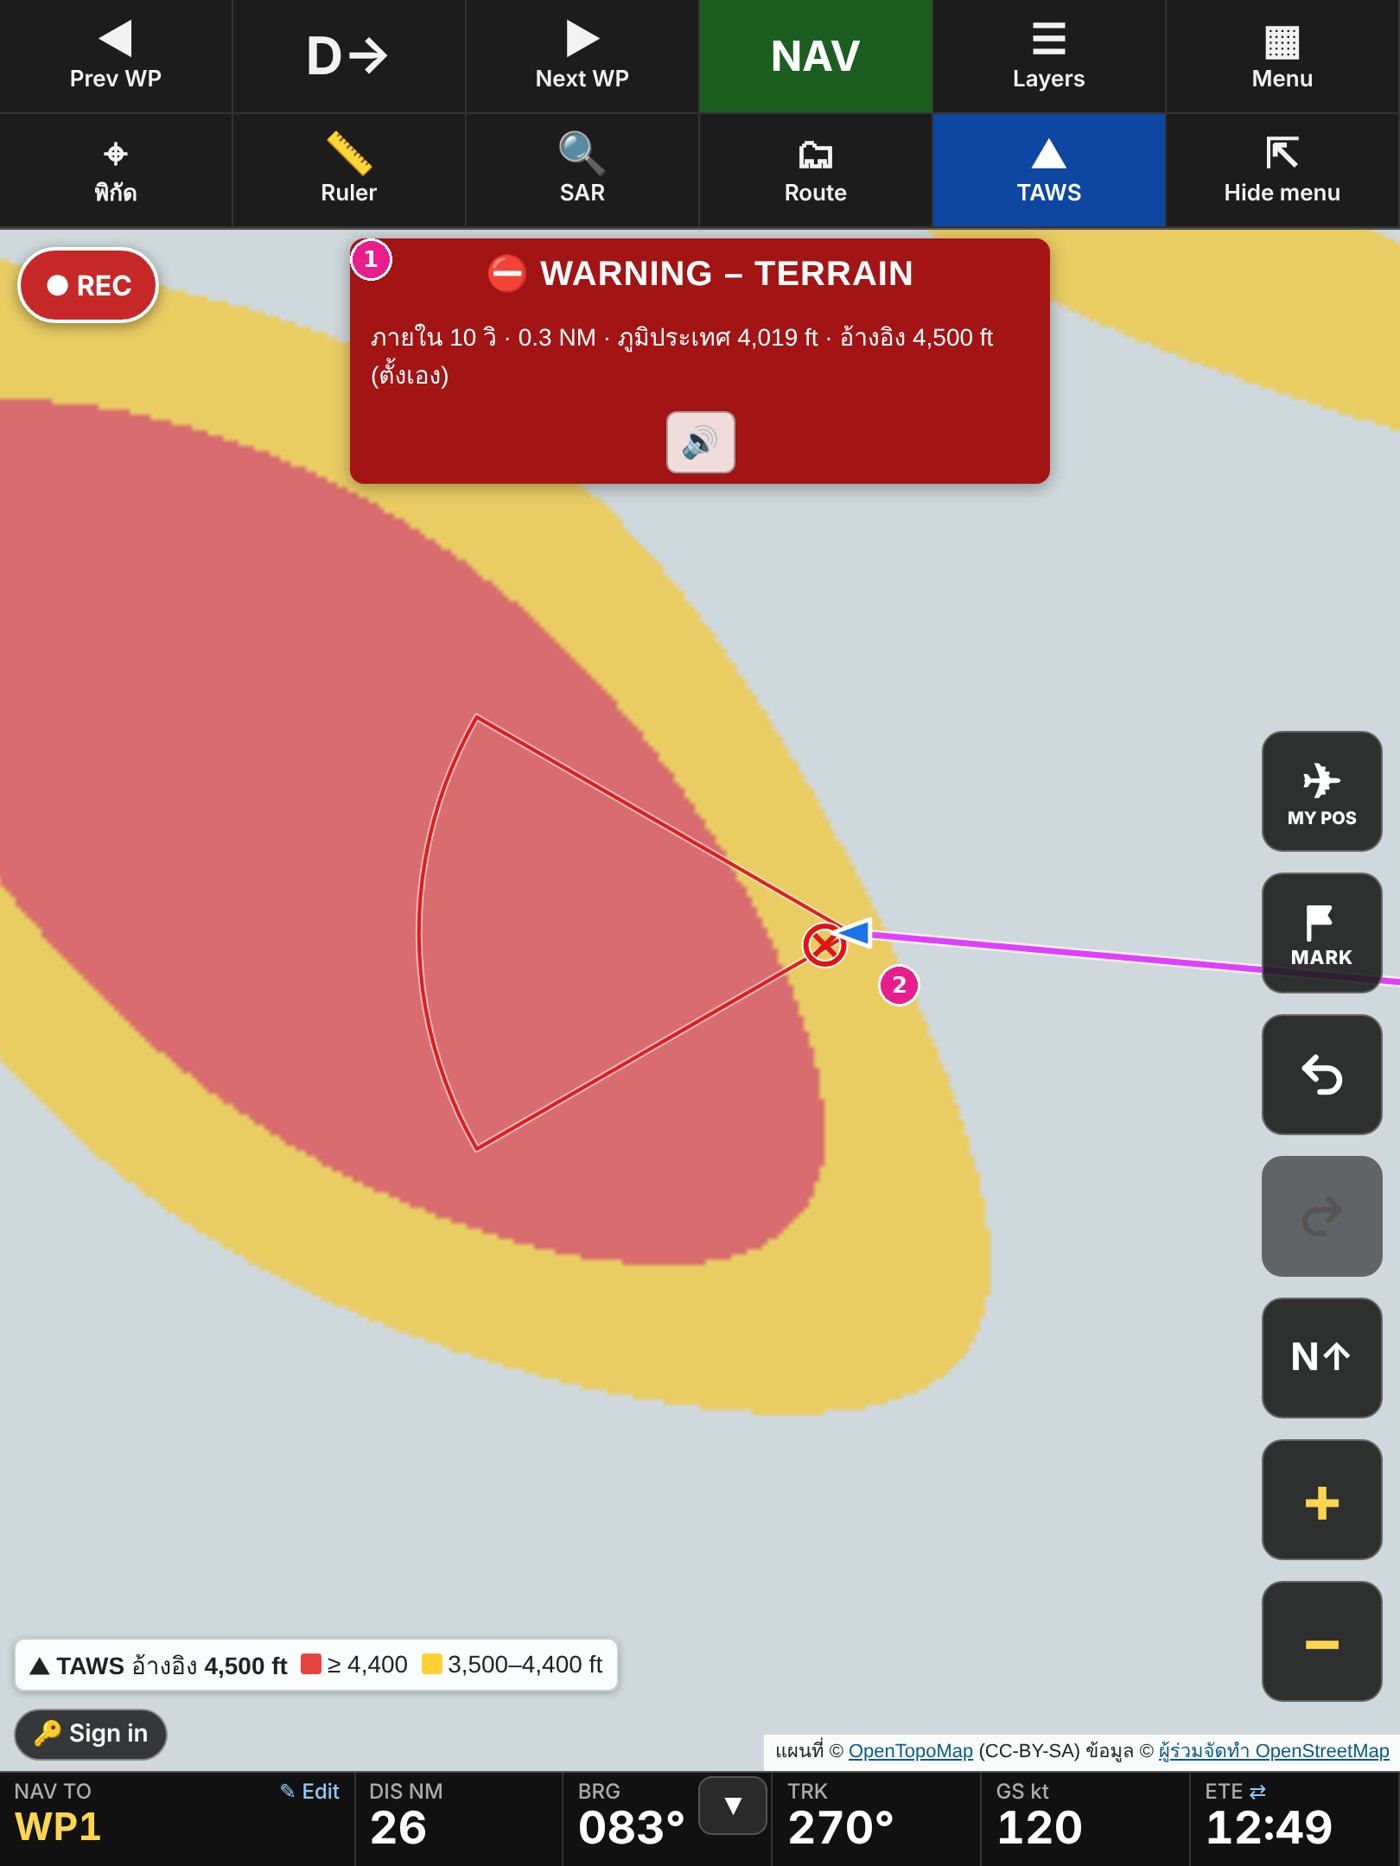 Prev WP
D→
Next WP
NAV
Layers
Menu
พิกัด
Ruler
SAR
Route
TAWS
Hide menu
REC
1
WARNING – TERRAIN
ภายใน 10 วิ · 0.3 NM · ภูมิประเทศ 4,019 ft · อ้างอิง 4,500 ft
(ตั้งเอง)
MY POS
MARK
2
N↑
+
−
▲ TAWS อ้างอิง 4,500 ft ≥ 4,400 3,500–4,400 ft
Sign in
แผนที่ © OpenTopoMap (CC-BY-SA) ข้อมูล © ผู้ร่วมจัดทำ OpenStreetMap
NAV TO ✎ Edit
WP1
DIS NM
26
BRG
083°
▼
TRK
270°
GS kt
120
ETE ⇄
12:49